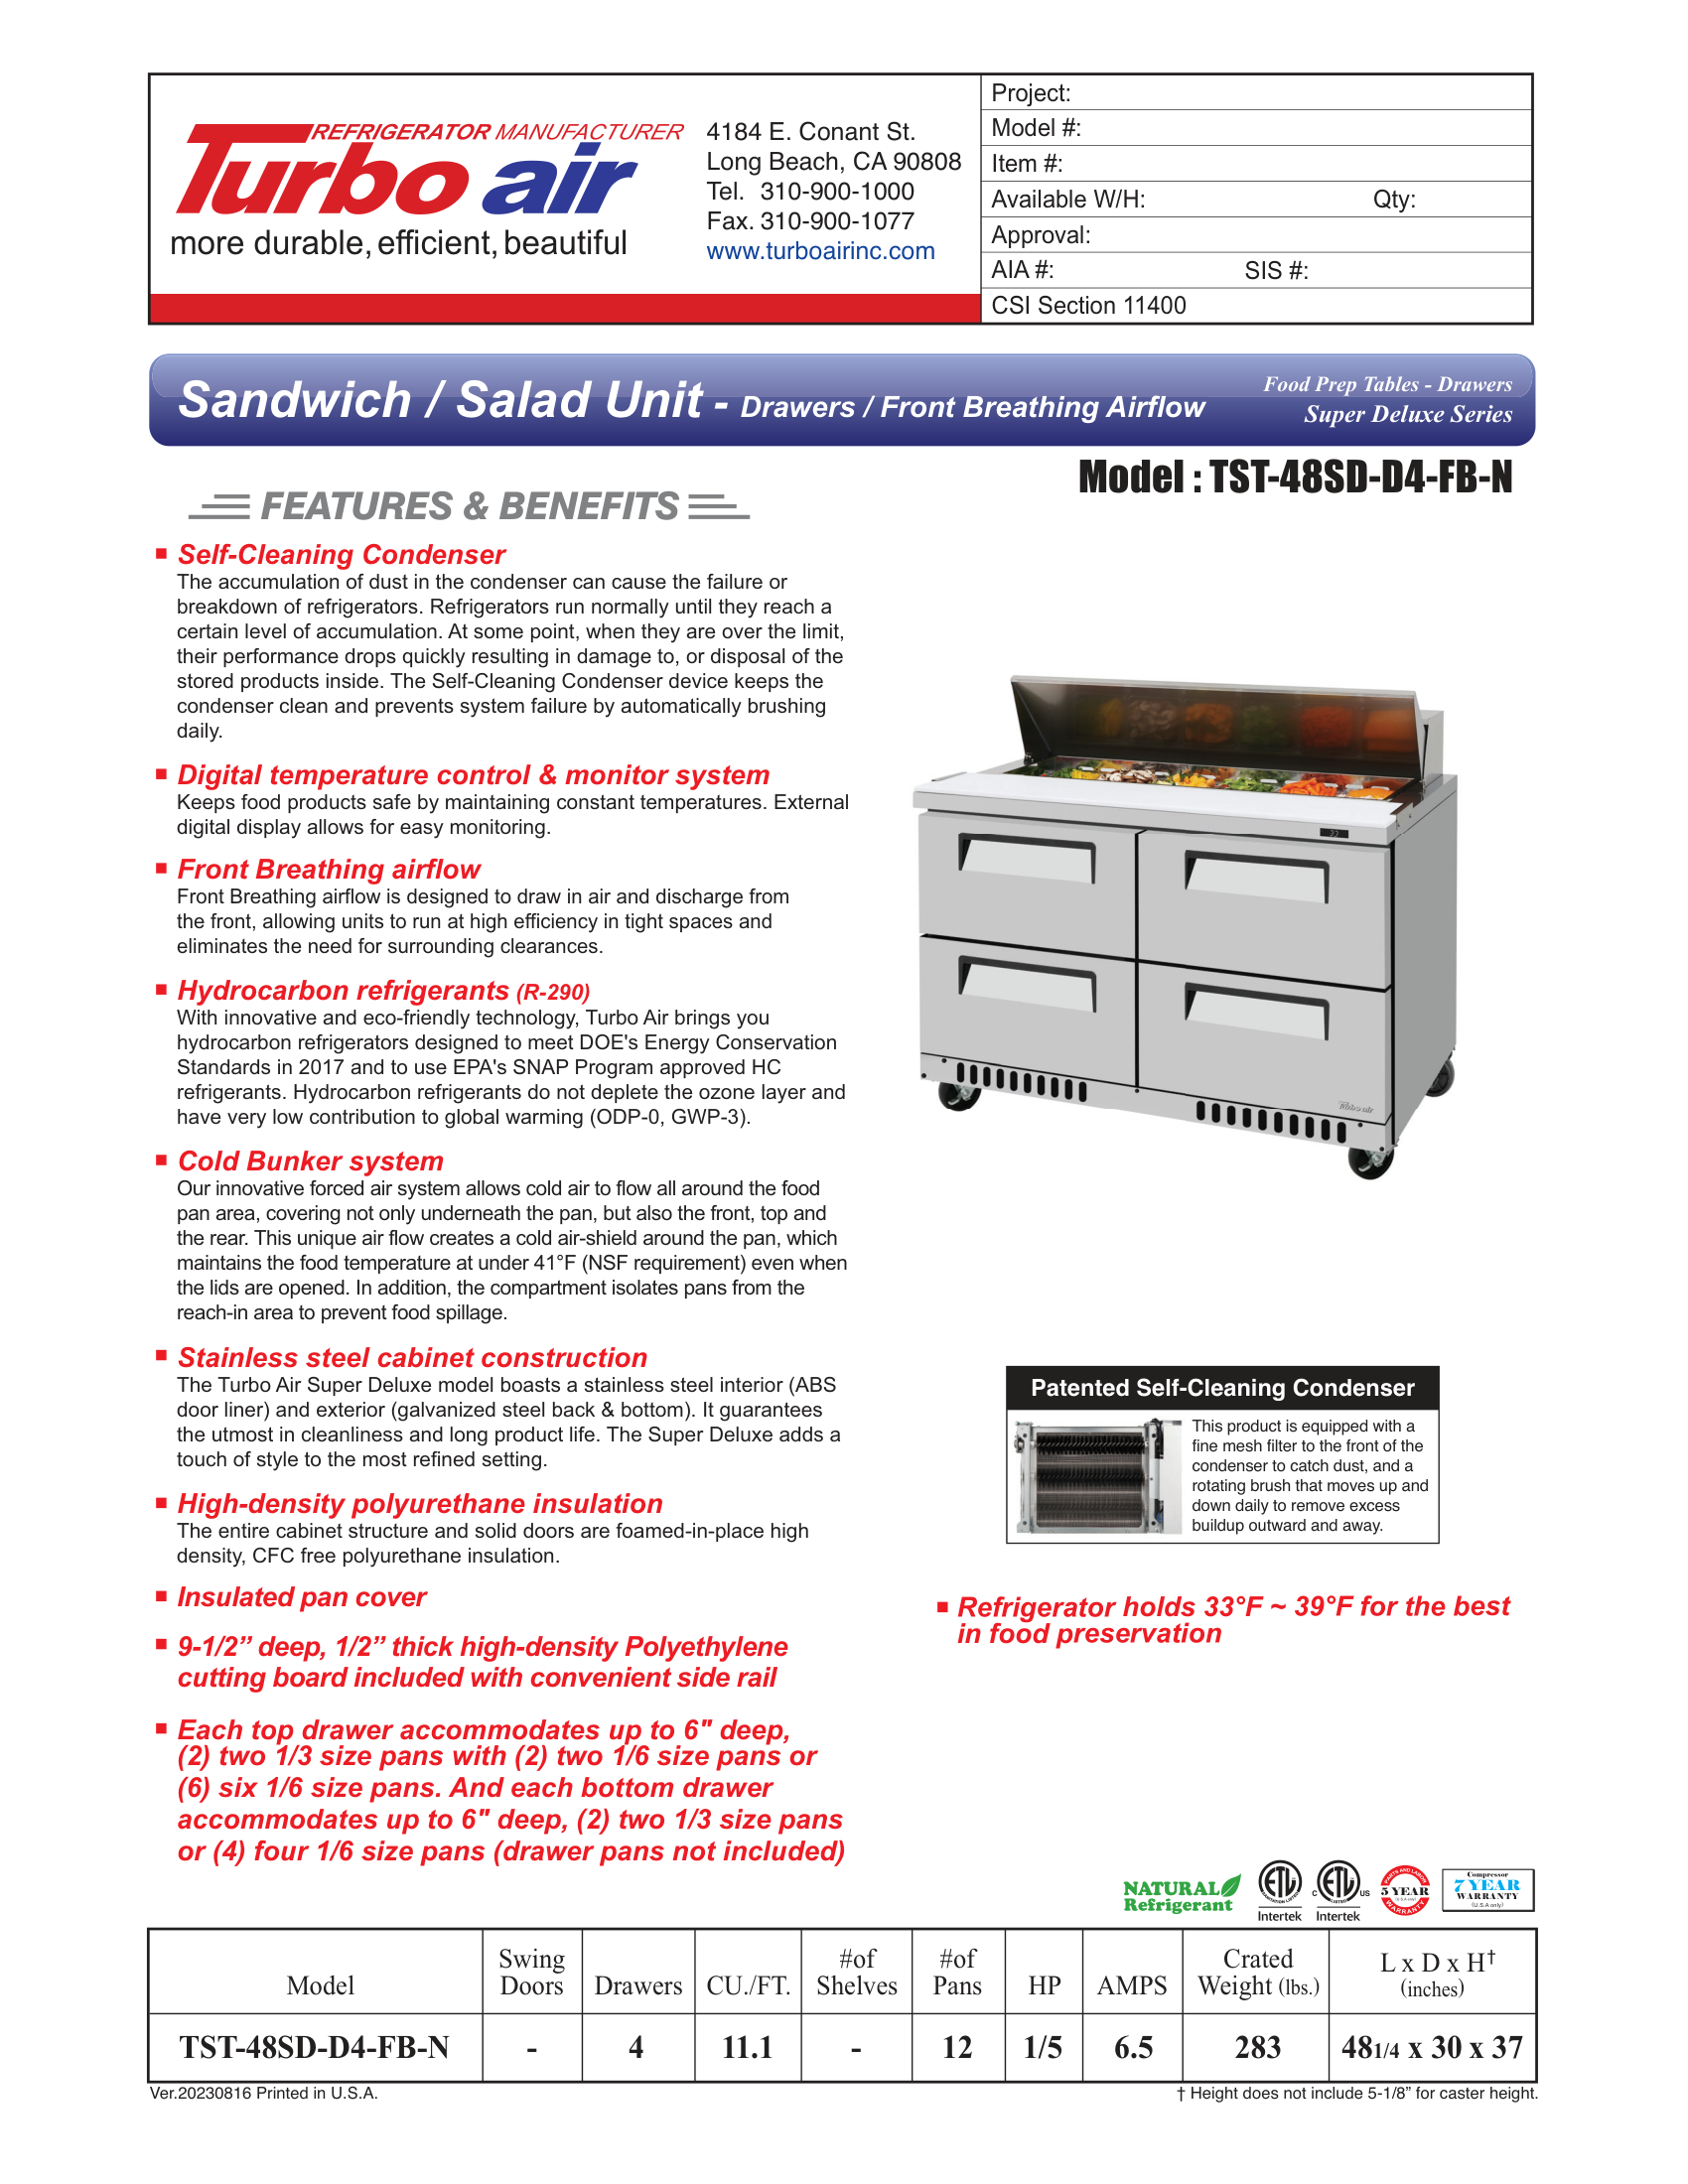 REFRIGERATOR MANUFACTURER
Turbo air
more durable, efficient, beautiful
4184 E. Conant St.
Long Beach, CA 90808
Tel. 310-900-1000
Fax. 310-900-1077
www.turboairinc.com
Project:
Model #:
Item #:
Available W/H: Qty:
Approval:
AIA #: SIS #:
CSI Section 11400
Sandwich / Salad Unit - Drawers / Front Breathing Airflow
Food Prep Tables - Drawers
Super Deluxe Series
Model : TST-48SD-D4-FB-N
FEATURES & BENEFITS
Self-Cleaning Condenser
The accumulation of dust in the condenser can cause the failure or
breakdown of refrigerators. Refrigerators run normally until they reach a
certain level of accumulation. At some point, when they are over the limit,
their performance drops quickly resulting in damage to, or disposal of the
stored products inside. The Self-Cleaning Condenser device keeps the
condenser clean and prevents system failure by automatically brushing
daily.
Digital temperature control & monitor system
Keeps food products safe by maintaining constant temperatures. External
digital display allows for easy monitoring.
Front Breathing airflow
Front Breathing airflow is designed to draw in air and discharge from
the front, allowing units to run at high efficiency in tight spaces and
eliminates the need for surrounding clearances.
Hydrocarbon refrigerants (R-290)
With innovative and eco-friendly technology, Turbo Air brings you
hydrocarbon refrigerators designed to meet DOE's Energy Conservation
Standards in 2017 and to use EPA's SNAP Program approved HC
refrigerants. Hydrocarbon refrigerants do not deplete the ozone layer and
have very low contribution to global warming (ODP-0, GWP-3).
Cold Bunker system
Our innovative forced air system allows cold air to flow all around the food
pan area, covering not only underneath the pan, but also the front, top and
the rear. This unique air flow creates a cold air-shield around the pan, which
maintains the food temperature at under 41°F (NSF requirement) even when
the lids are opened. In addition, the compartment isolates pans from the
reach-in area to prevent food spillage.
Stainless steel cabinet construction
The Turbo Air Super Deluxe model boasts a stainless steel interior (ABS
door liner) and exterior (galvanized steel back & bottom). It guarantees
the utmost in cleanliness and long product life. The Super Deluxe adds a
touch of style to the most refined setting.
High-density polyurethane insulation
The entire cabinet structure and solid doors are foamed-in-place high
density, CFC free polyurethane insulation.
Insulated pan cover
9-1/2” deep, 1/2” thick high-density Polyethylene
cutting board included with convenient side rail
Each top drawer accommodates up to 6" deep,
(2) two 1/3 size pans with (2) two 1/6 size pans or
(6) six 1/6 size pans. And each bottom drawer
accommodates up to 6" deep, (2) two 1/3 size pans
or (4) four 1/6 size pans (drawer pans not included)
33
Turbo air
Patented Self-Cleaning Condenser
This product is equipped with a
fine mesh filter to the front of the
condenser to catch dust, and a
rotating brush that moves up and
down daily to remove excess
buildup outward and away.
Refrigerator holds 33°F ~ 39°F for the best
in food preservation
NATURAL
Refrigerant
ETL
SANITATION LISTED
Intertek
C ETL US
LISTED
Intertek
PARTS AND LABOR
5 YEAR
(U.S.A only)
WARRANTY
Compressor
7 YEAR
WARRANTY
(U.S.A only)
Model Swing Doors Drawers CU./FT. #of Shelves #of Pans HP AMPS Crated Weight (lbs.) L x D x H† (inches)
TST-48SD-D4-FB-N - 4 11.1 - 12 1/5 6.5 283 48 1/4 x 30 x 37
Ver.20230816 Printed in U.S.A.
† Height does not include 5-1/8” for caster height.